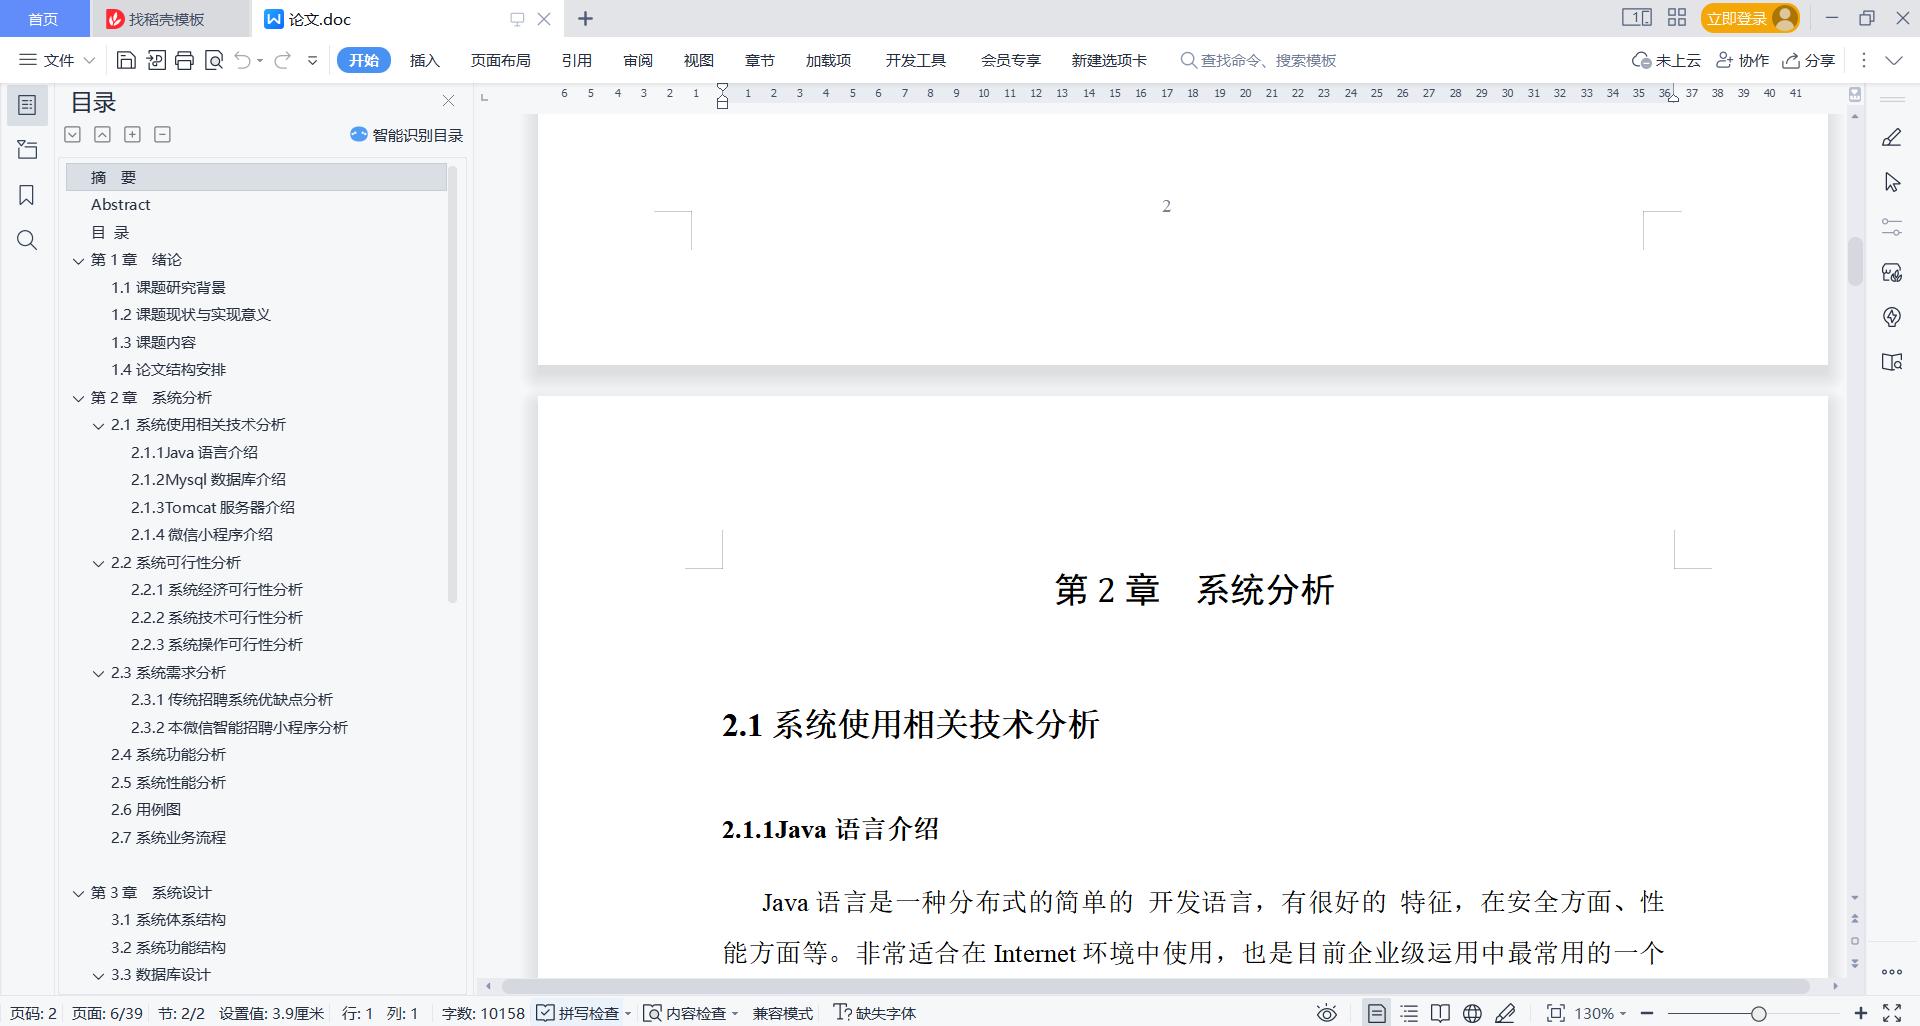 首页
找稻壳模板
论文.doc
立即登录
文件
开始
插入
页面布局
引用
审阅
视图
章节
加载项
开发工具
会员专享
新建选项卡
查找命令、搜索模板
未上云
协作
分享
目录
智能识别目录
摘 要
Abstract
目 录
第 1 章 绪论
1.1 课题研究背景
1.2 课题现状与实现意义
1.3 课题内容
1.4 论文结构安排
第 2 章 系统分析
2.1 系统使用相关技术分析
2.1.1Java 语言介绍
2.1.2Mysql 数据库介绍
2.1.3Tomcat 服务器介绍
2.1.4 微信小程序介绍
2.2 系统可行性分析
2.2.1 系统经济可行性分析
2.2.2 系统技术可行性分析
2.2.3 系统操作可行性分析
2.3 系统需求分析
2.3.1 传统招聘系统优缺点分析
2.3.2 本微信智能招聘小程序分析
2.4 系统功能分析
2.5 系统性能分析
2.6 用例图
2.7 系统业务流程
第 3 章 系统设计
3.1 系统体系结构
3.2 系统功能结构
3.3 数据库设计
6 5 4 3 2 1 1 2 3 4 5 6 7 8 9 10 11 12 13 14 15 16 17 18 19 20 21 22 23 24 25 26 27 28 29 30 31 32 33 34 35 36 37 38 39 40 41
2
第 2 章 系统分析
2.1 系统使用相关技术分析
2.1.1Java 语言介绍
Java 语言是一种分布式的简单的 开发语言，有很好的 特征，在安全方面、性
能方面等。非常适合在 Internet 环境中使用，也是目前企业级运用中最常用的一个
页码: 2 页面: 6/39 节: 2/2 设置值: 3.9厘米 行: 1 列: 1 字数: 10158 拼写检查 内容检查 兼容模式 缺失字体 130%